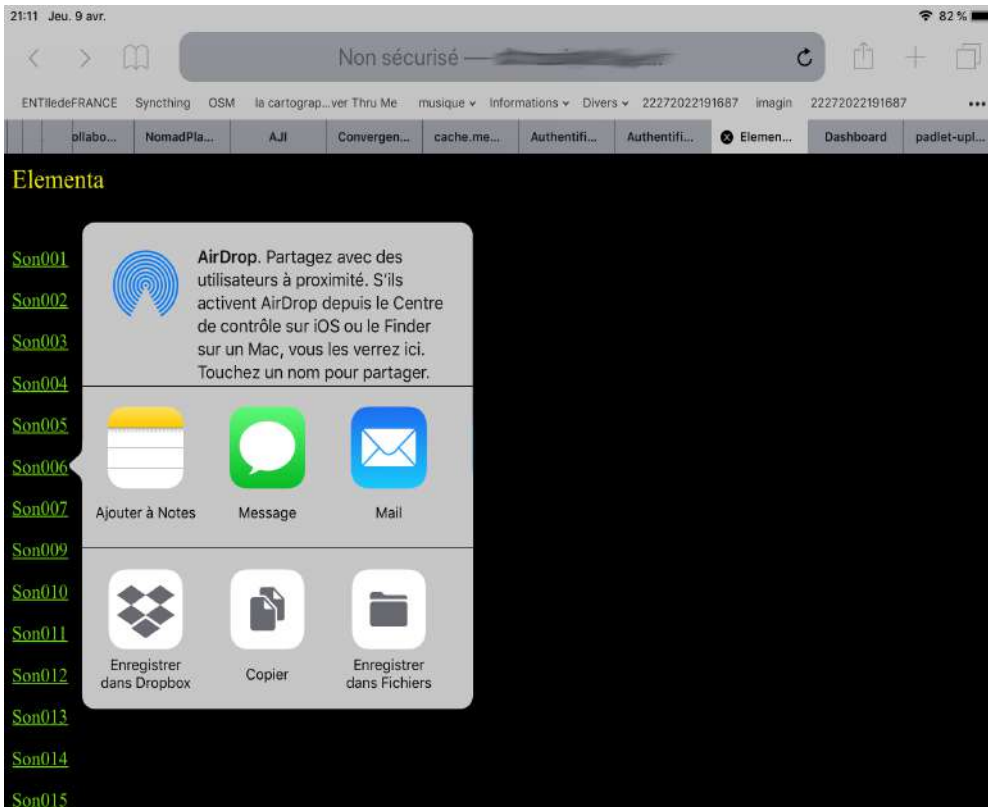 21:11 Jeu. 9 avr. 82 %
Non sécurisé —
ENTIledeFRANCE Syncthing OSM la cartograp...ver Thru Me musique Informations Divers 22272022191687 imagin 22272022191687 •••
ollabo... NomadPla... AJI Convergen... cache.me... Authentifi... Authentifi... Elemen... Dashboard padlet-upl...
Elementa
Son001
Son002
Son003
Son004
Son005
Son006
Son007
Son009
Son010
Son011
Son012
Son013
Son014
Son015
AirDrop. Partagez avec des
utilisateurs à proximité. S'ils
activent AirDrop depuis le Centre
de contrôle sur iOS ou le Finder
sur un Mac, vous les verrez ici.
Touchez un nom pour partager.
Ajouter à Notes Message Mail
Enregistrer
dans Dropbox
Copier
Enregistrer
dans Fichiers